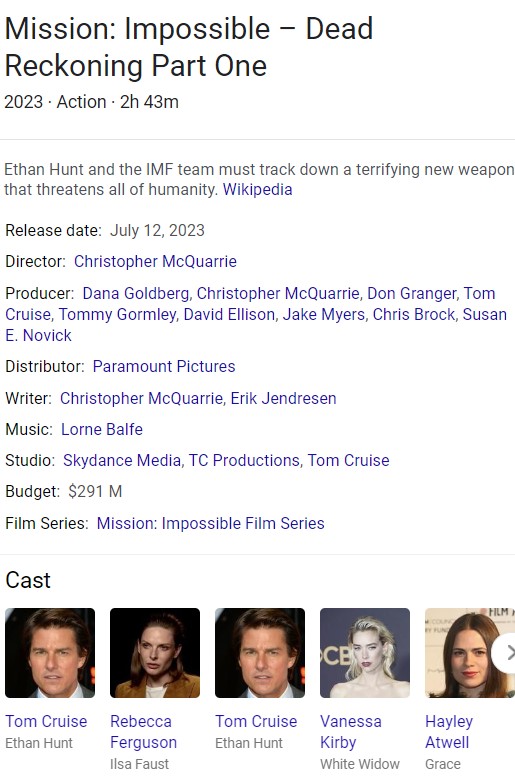 Mission: Impossible – Dead
Reckoning Part One
2023 · Action · 2h 43m
Ethan Hunt and the IMF team must track down a terrifying new weapon
that threatens all of humanity. Wikipedia
Release date: July 12, 2023
Director: Christopher McQuarrie
Producer: Dana Goldberg, Christopher McQuarrie, Don Granger, Tom
Cruise, Tommy Gormley, David Ellison, Jake Myers, Chris Brock, Susan
E. Novick
Distributor: Paramount Pictures
Writer: Christopher McQuarrie, Erik Jendresen
Music: Lorne Balfe
Studio: Skydance Media, TC Productions, Tom Cruise
Budget: $291 M
Film Series: Mission: Impossible Film Series
Cast
CB
FILM
Tom Cruise
Ethan Hunt
Rebecca
Ferguson
Ilsa Faust
Tom Cruise
Ethan Hunt
Vanessa
Kirby
White Widow
Hayley
Atwell
Grace